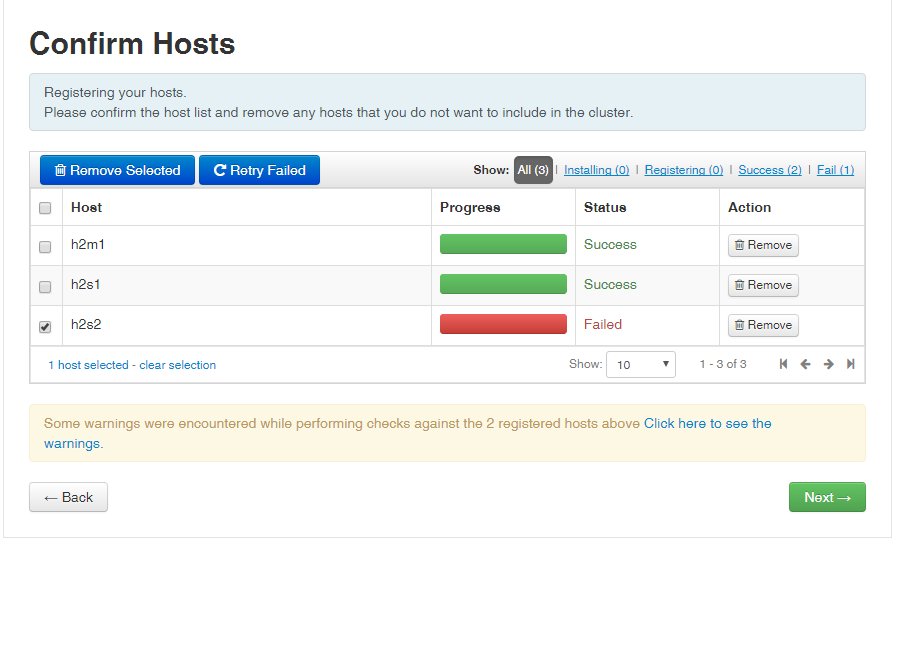 Confirm Hosts
Registering your hosts.
Please confirm the host list and remove any hosts that you do not want to include in the cluster.
Remove Selected Retry Failed Show: All (3) | Installing (0) | Registering (0) | Success (2) | Fail (1)
Host Progress Status Action
h2m1 Success Remove
h2s1 Success Remove
h2s2 Failed Remove
1 host selected - clear selection Show: 10 1 - 3 of 3
Some warnings were encountered while performing checks against the 2 registered hosts above Click here to see the
warnings.
← Back Next →